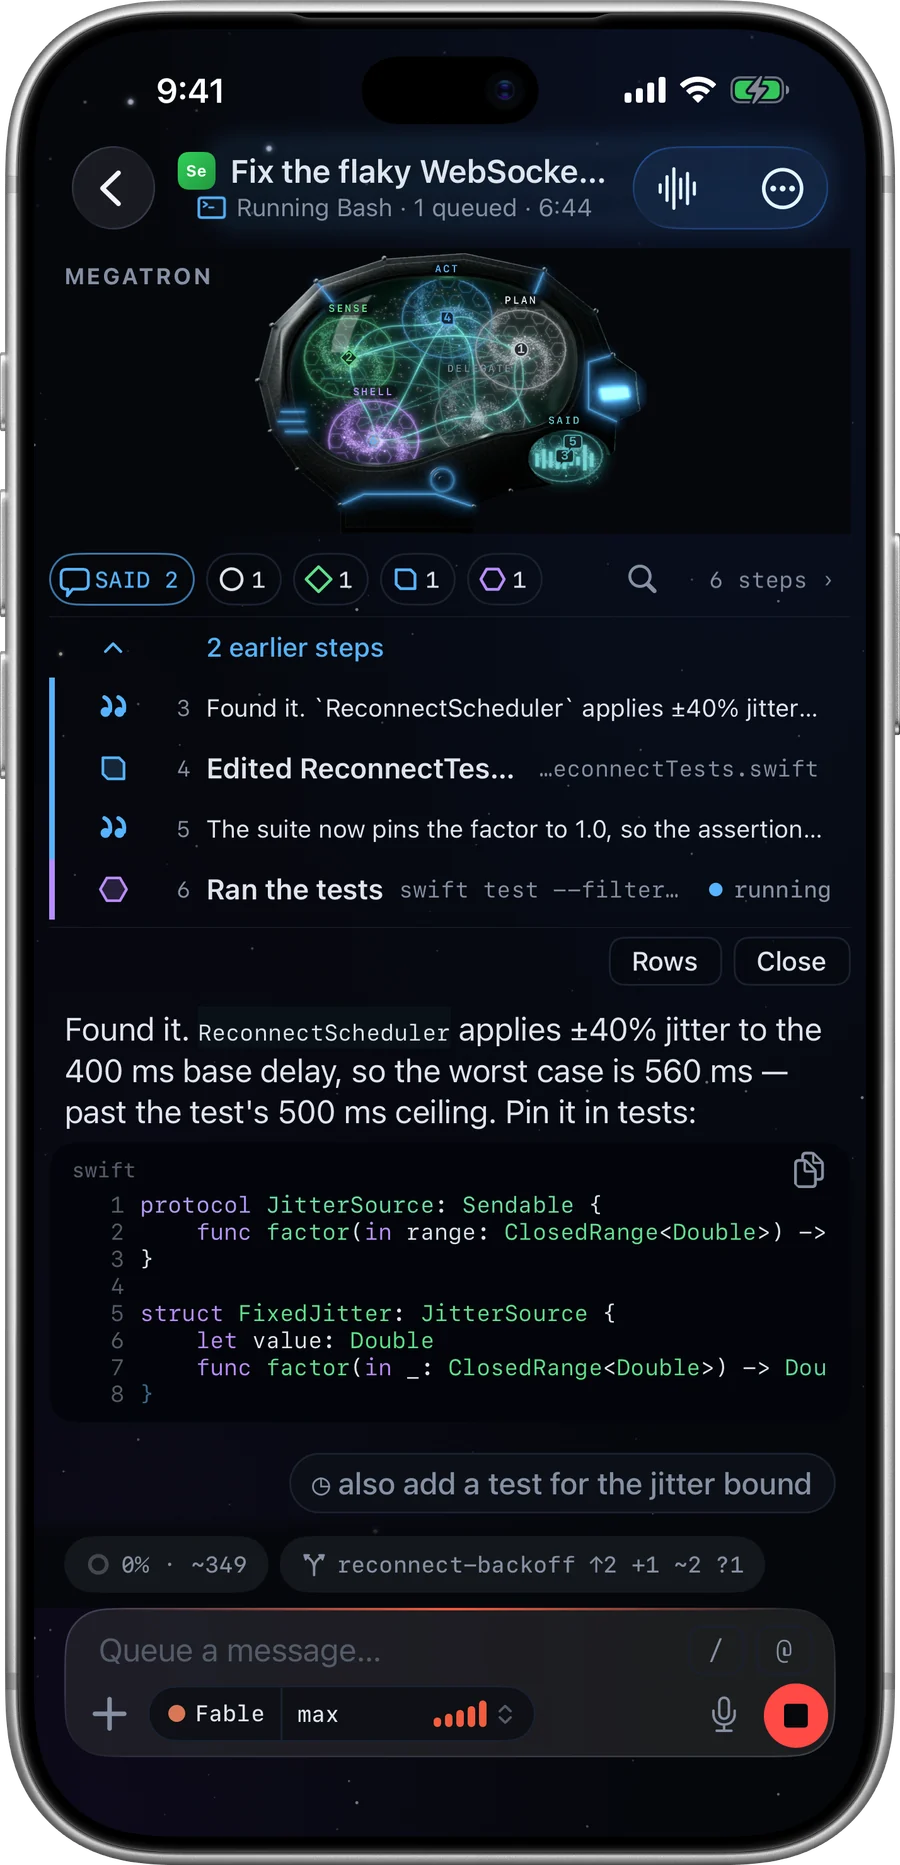 9:41
Se Fix the flaky WebSocke...
Running Bash · 1 queued · 6:44
MEGATRON
ACT
PLAN
SENSE
4
1
2
DELEGATE
SHELL
SAID
5
3
SAID 2 1 1 1 1 6 steps ›
2 earlier steps
3 Found it. `ReconnectScheduler` applies ±40% jitter...
4 Edited ReconnectTes... ...econnectTests.swift
5 The suite now pins the factor to 1.0, so the assertion...
6 Ran the tests swift test --filter... running
Rows Close
Found it. ReconnectScheduler applies ±40% jitter to the
400 ms base delay, so the worst case is 560 ms —
past the test's 500 ms ceiling. Pin it in tests:
swift
1 protocol JitterSource: Sendable {
2 func factor(in range: ClosedRange<Double>) ->
3 }
4
5 struct FixedJitter: JitterSource {
6 let value: Double
7 func factor(in _: ClosedRange<Double>) -> Dou
8 }
also add a test for the jitter bound
0% · ~349 reconnect-backoff ↑2 +1 ~2 ?1
Queue a message... / @
Fable max